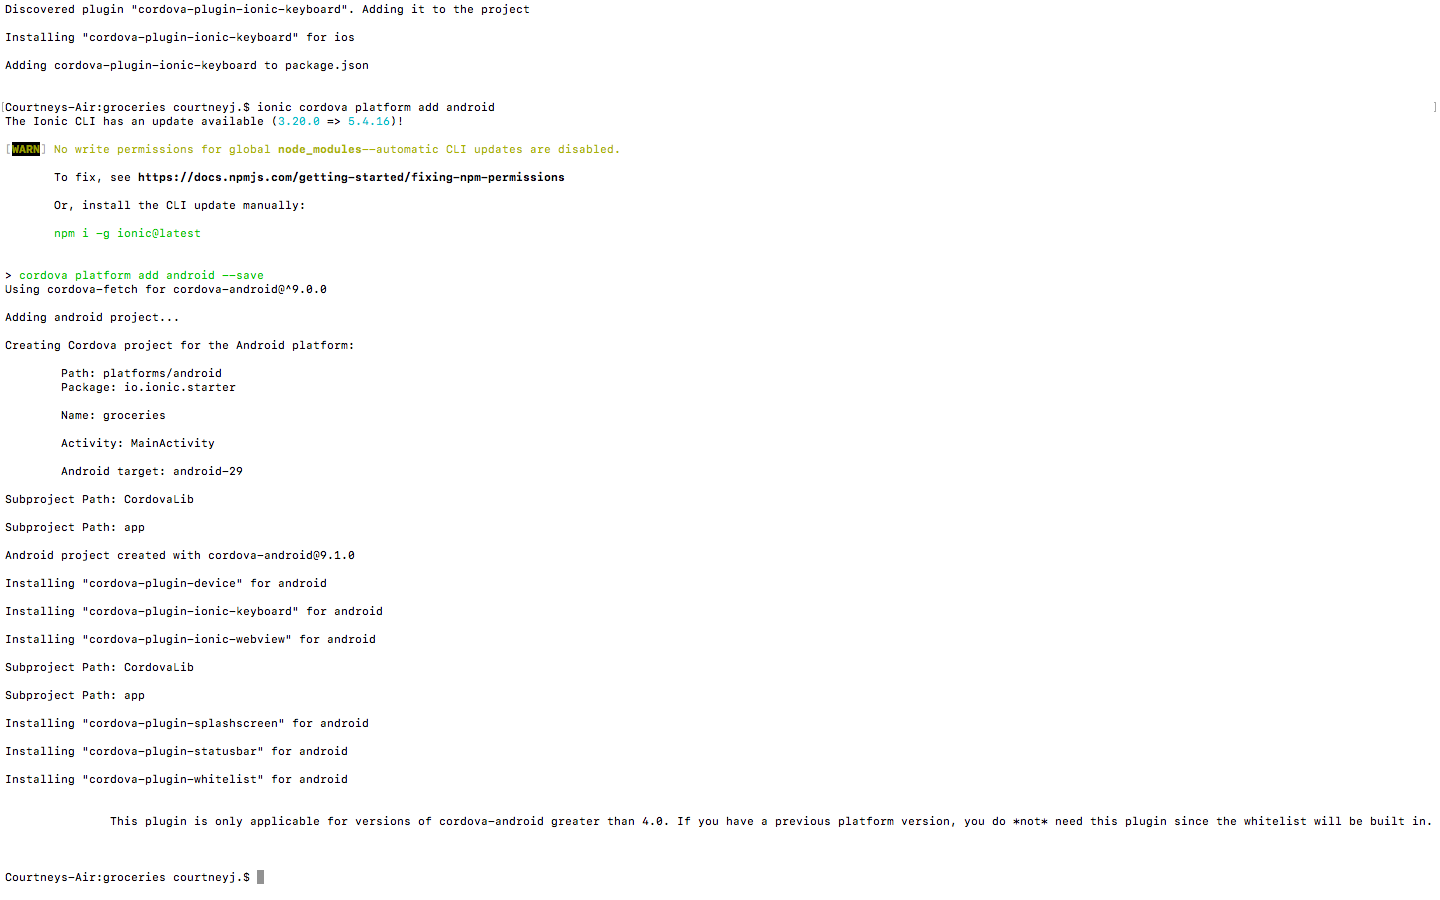 Discovered plugin "cordova-plugin-ionic-keyboard". Adding it to the project
Installing "cordova-plugin-ionic-keyboard" for ios
Adding cordova-plugin-ionic-keyboard to package.json
[Courtneys-Air:groceries courtneyj.$ ionic cordova platform add android ]
The Ionic CLI has an update available (3.20.0 => 5.4.16)!
[WARN] No write permissions for global node_modules--automatic CLI updates are disabled.
To fix, see https://docs.npmjs.com/getting-started/fixing-npm-permissions
Or, install the CLI update manually:
npm i -g ionic@latest
> cordova platform add android --save
Using cordova-fetch for cordova-android@^9.0.0
Adding android project...
Creating Cordova project for the Android platform:
Path: platforms/android
Package: io.ionic.starter
Name: groceries
Activity: MainActivity
Android target: android-29
Subproject Path: CordovaLib
Subproject Path: app
Android project created with cordova-android@9.1.0
Installing "cordova-plugin-device" for android
Installing "cordova-plugin-ionic-keyboard" for android
Installing "cordova-plugin-ionic-webview" for android
Subproject Path: CordovaLib
Subproject Path: app
Installing "cordova-plugin-splashscreen" for android
Installing "cordova-plugin-statusbar" for android
Installing "cordova-plugin-whitelist" for android
This plugin is only applicable for versions of cordova-android greater than 4.0. If you have a previous platform version, you do *not* need this plugin since the whitelist will be built in.
Courtneys-Air:groceries courtneyj.$